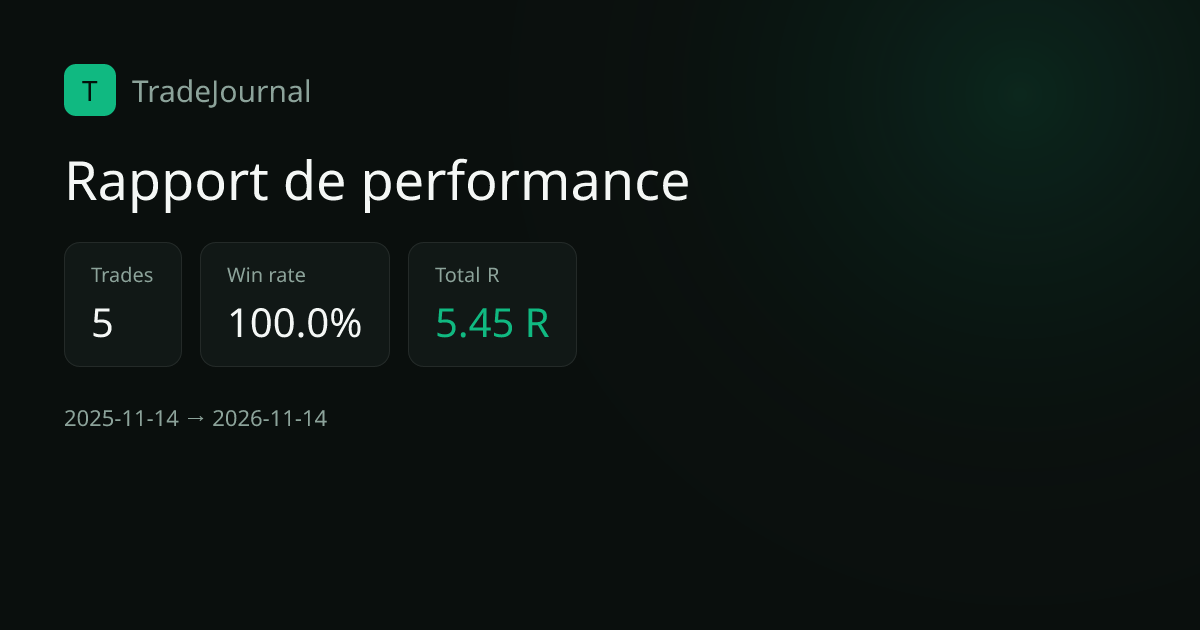 T TradeJournal
Rapport de performance
Trades Win rate Total R
5 100.0% 5.45 R
2025-11-14 → 2026-11-14